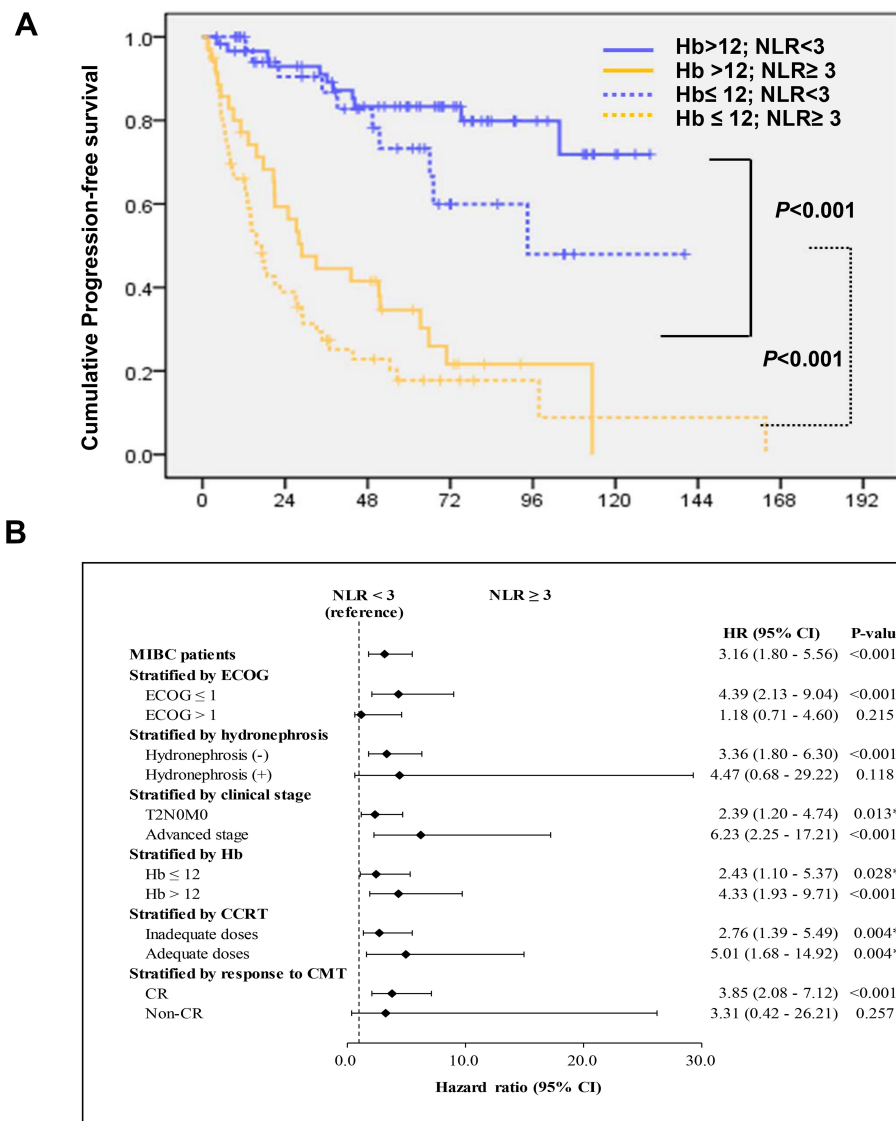 A
Cumulative Progression-free survival
1.0
0.8
0.6
0.4
0.2
0.0
0 24 48 72 96 120 144 168 192
Hb>12; NLR<3
Hb >12; NLR≥ 3
Hb≤ 12; NLR<3
Hb ≤ 12; NLR≥ 3
P<0.001
P<0.001
B
NLR < 3 NLR ≥ 3
(reference)
HR (95% CI) P-valu
MIBC patients 3.16 (1.80 - 5.56) <0.001
Stratified by ECOG
ECOG ≤ 1 4.39 (2.13 - 9.04) <0.001
ECOG > 1 1.18 (0.71 - 4.60) 0.215
Stratified by hydronephrosis
Hydronephrosis (-) 3.36 (1.80 - 6.30) <0.001
Hydronephrosis (+) 4.47 (0.68 - 29.22) 0.118
Stratified by clinical stage
T2N0M0 2.39 (1.20 - 4.74) 0.013*
Advanced stage 6.23 (2.25 - 17.21) <0.001
Stratified by Hb
Hb ≤ 12 2.43 (1.10 - 5.37) 0.028*
Hb > 12 4.33 (1.93 - 9.71) <0.001
Stratified by CCRT
Inadequate doses 2.76 (1.39 - 5.49) 0.004*
Adequate doses 5.01 (1.68 - 14.92) 0.004*
Stratified by response to CMT
CR 3.85 (2.08 - 7.12) <0.001
Non-CR 3.31 (0.42 - 26.21) 0.257
0.0 10.0 20.0 30.0
Hazard ratio (95% CI)